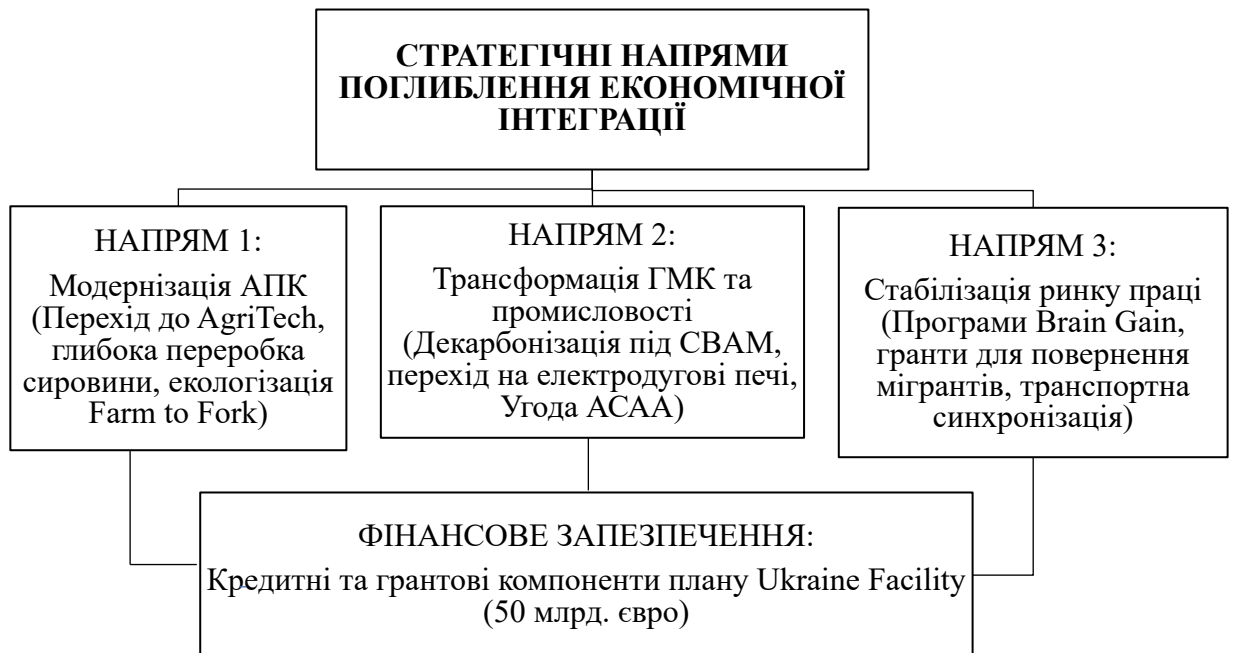 СТРАТЕГІЧНІ НАПРЯМИ
ПОГЛИБЛЕННЯ ЕКОНОМІЧНОЇ
ІНТЕГРАЦІЇ
НАПРЯМ 1:
Модернізація АПК
(Перехід до AgriTech,
глибока переробка
сировини, екологізація
Farm to Fork)
НАПРЯМ 2:
Трансформація ГМК та
промисловості
(Декарбонізація під СВАМ,
перехід на електродугові печі,
Угода АСАА)
НАПРЯМ 3:
Стабілізація ринку праці
(Програми Brain Gain,
гранти для повернення
мігрантів, транспортна
синхронізація)
ФІНАНСОВЕ ЗАПЕЗПЕЧЕННЯ:
Кредитні та грантові компоненти плану Ukraine Facility
(50 млрд. євро)